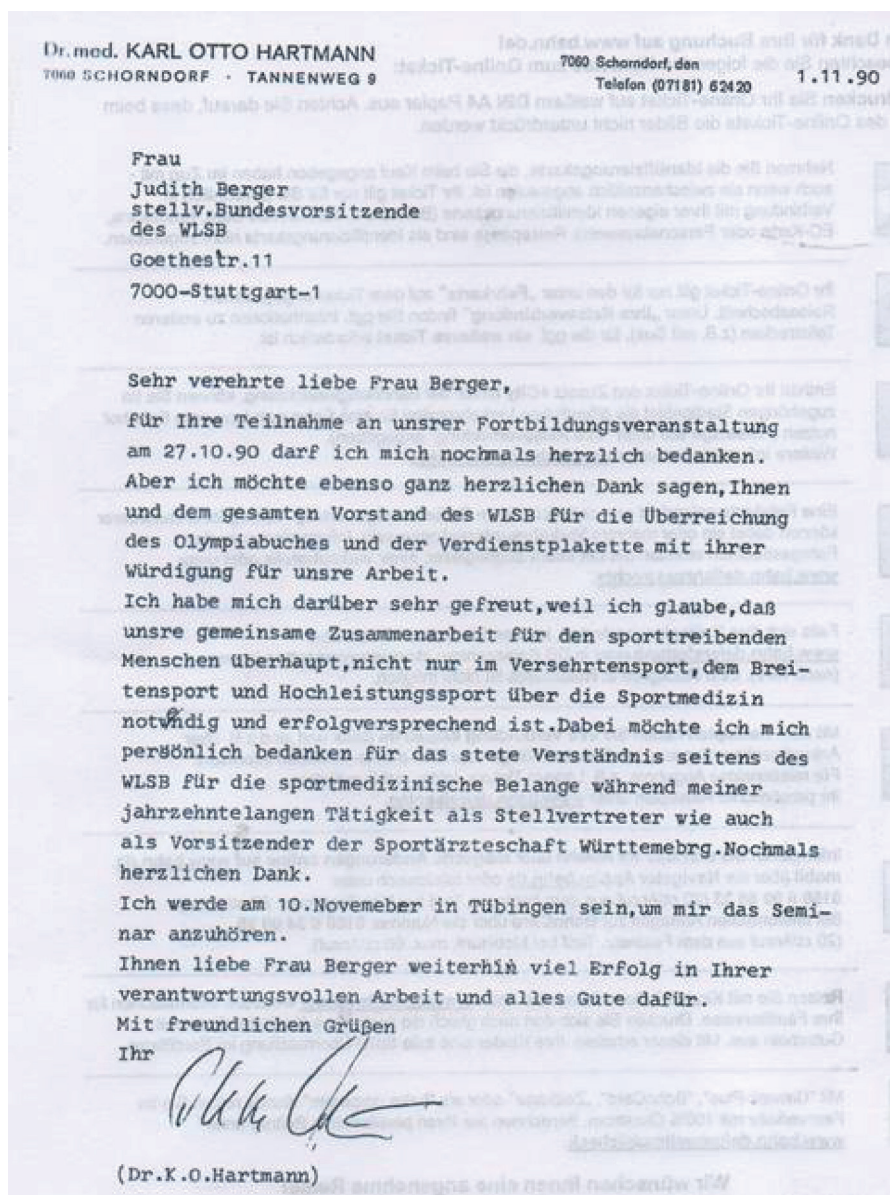 Dr. med. KARL OTTO HARTMANN
7060 SCHORNDORF · TANNENWEG 9
7060 Schorndorf, den
Telefon (07181) 62420
1.11.90
Frau
Judith Berger
stellv.Bundesvorsitzende
des WLSB
Goethestr.11
7000-Stuttgart-1
Sehr verehrte liebe Frau Berger,
für Ihre Teilnahme an unsrer Fortbildungsveranstaltung
am 27.10.90 darf ich mich nochmals herzlich bedanken.
Aber ich möchte ebenso ganz herzlichen Dank sagen,Ihnen
und dem gesamten Vorstand des WLSB für die Überreichung
des Olympiabuches und der Verdienstplakette mit ihrer
Würdigung für unsre Arbeit.
Ich habe mich darüber sehr gefreut,weil ich glaube,daß
unsre gemeinsame Zusammenarbeit für den sporttreibenden
Menschen überhaupt,nicht nur im Versehrtensport,dem Brei-
tensport und Hochleistungssport über die Sportmedizin
und erfolgversprechend ist.Dabei möchte ich mich
persönlich bedanken für das stete Verständnis seitens des
WLSB für die sportmedizinische Belange während meiner
jahrzehntelangen Tätigkeit als Stellvertreter wie auch
als Vorsitzender der Sportärzteschaft Württemebrg.Nochmals
herzlichen Dank.
Ich werde am 10.Novemeber in Tübingen sein,um mir das Semi-
nar anzuhören.
Ihnen liebe Frau Berger weiterhin viel Erfolg in Ihrer
verantwortungsvollen Arbeit und alles Gute dafür.
Mit freundlichen Grüßen
Ihr
(Dr.K.O.Hartmann)